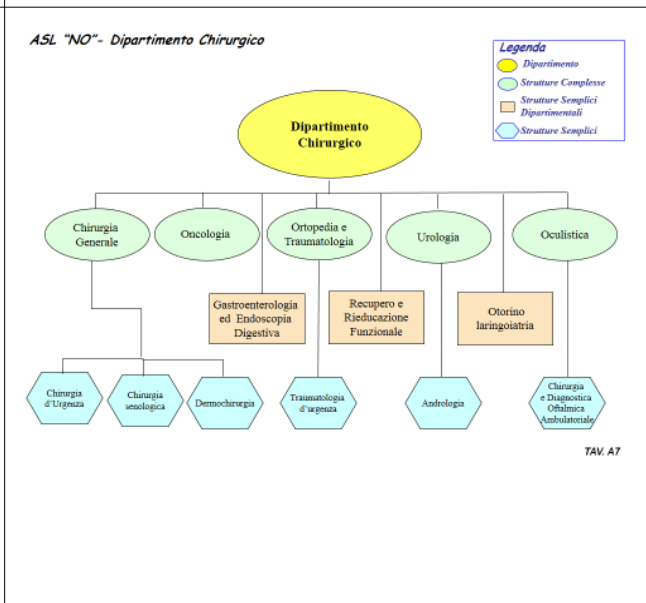 ASL "NO"- Dipartimento Chirurgico
Legenda
Dipartimento
Strutture Complesse
Strutture Semplici
Dipartimentali
Strutture Semplici
Dipartimento
Chirurgico
Chirurgia
Generale
Oncologia
Ortopedia e
Traumatologia
Urologia
Oculistica
Gastroenterologia
ed Endoscopia
Digestiva
Recupero e
Rieducazione
Funzionale
Otorino
laringoiatria
Chirurgia
d'Urgenza
Chirurgia
senologica
Dermochirurgia
Traumatologia
d'urgenza
Andrologia
Chirurgia
e Diagnostica
Oftalmica
Ambulatoriale
TAV. A7